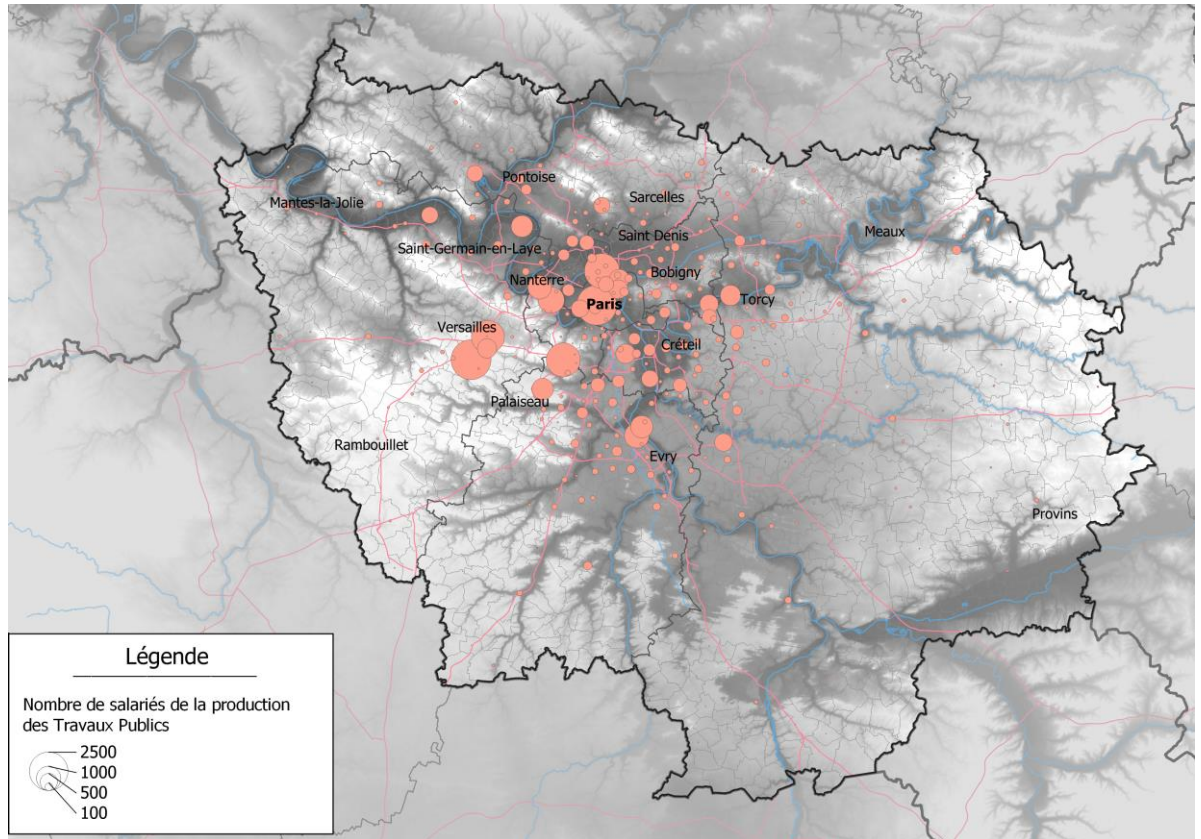 Pontoise
Mantes-la-Jolie
Sarcelles
Saint Denis
Meaux
Saint-Germain-en-Laye
Bobigny
Nanterre
Paris
Torcy
Versailles
Créteil
Palaiseau
Rambouillet
Evry
Provins
Légende
Nombre de salariés de la production
des Travaux Publics
2500
1000
500
100